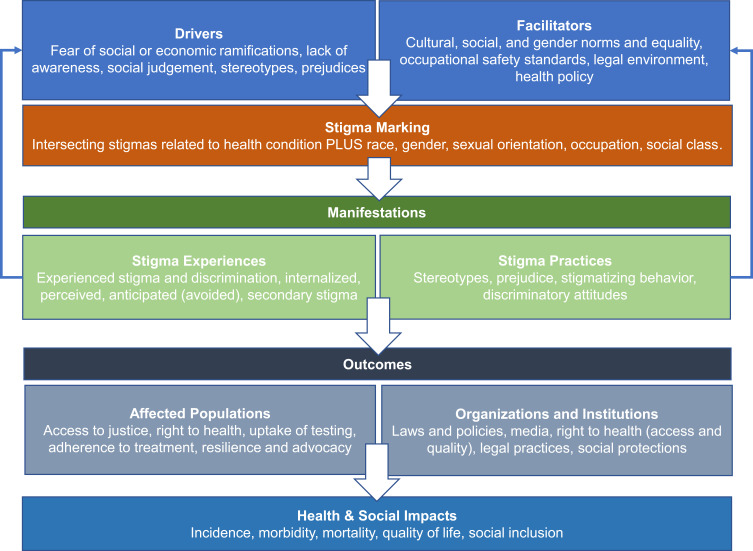 Drivers
Fear of social or economic ramifications, lack of
awareness, social judgement, stereotypes, prejudices
Facilitators
Cultural, social, and gender norms and equality,
occupational safety standards, legal environment,
health policy
Stigma Marking
Intersecting stigmas related to health condition PLUS race, gender, sexual orientation, occupation, social class.
Manifestations
Stigma Experiences
Experienced stigma and discrimination, internalized,
perceived, anticipated (avoided), secondary stigma
Stigma Practices
Stereotypes, prejudice, stigmatizing behavior,
discriminatory attitudes
Outcomes
Affected Populations
Access to justice, right to health, uptake of testing,
adherence to treatment, resilience and advocacy
Organizations and Institutions
Laws and policies, media, right to health (access and
quality), legal practices, social protections
Health & Social Impacts
Incidence, morbidity, mortality, quality of life, social inclusion